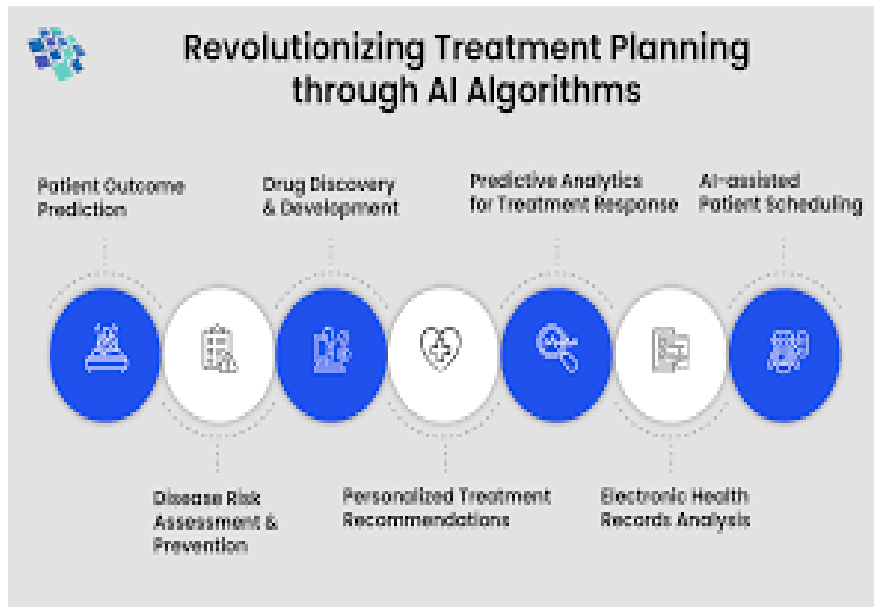 Revolutionizing Treatment Planning
through AI Algorithms
Patient Outcome
Prediction
Drug Discovery
& Development
Predictive Analytics
for Treatment Response
AI-assisted
Patient Scheduling
Disease Risk
Assessment &
Prevention
Personalized Treatment
Recommendations
Electronic Health
Records Analysis